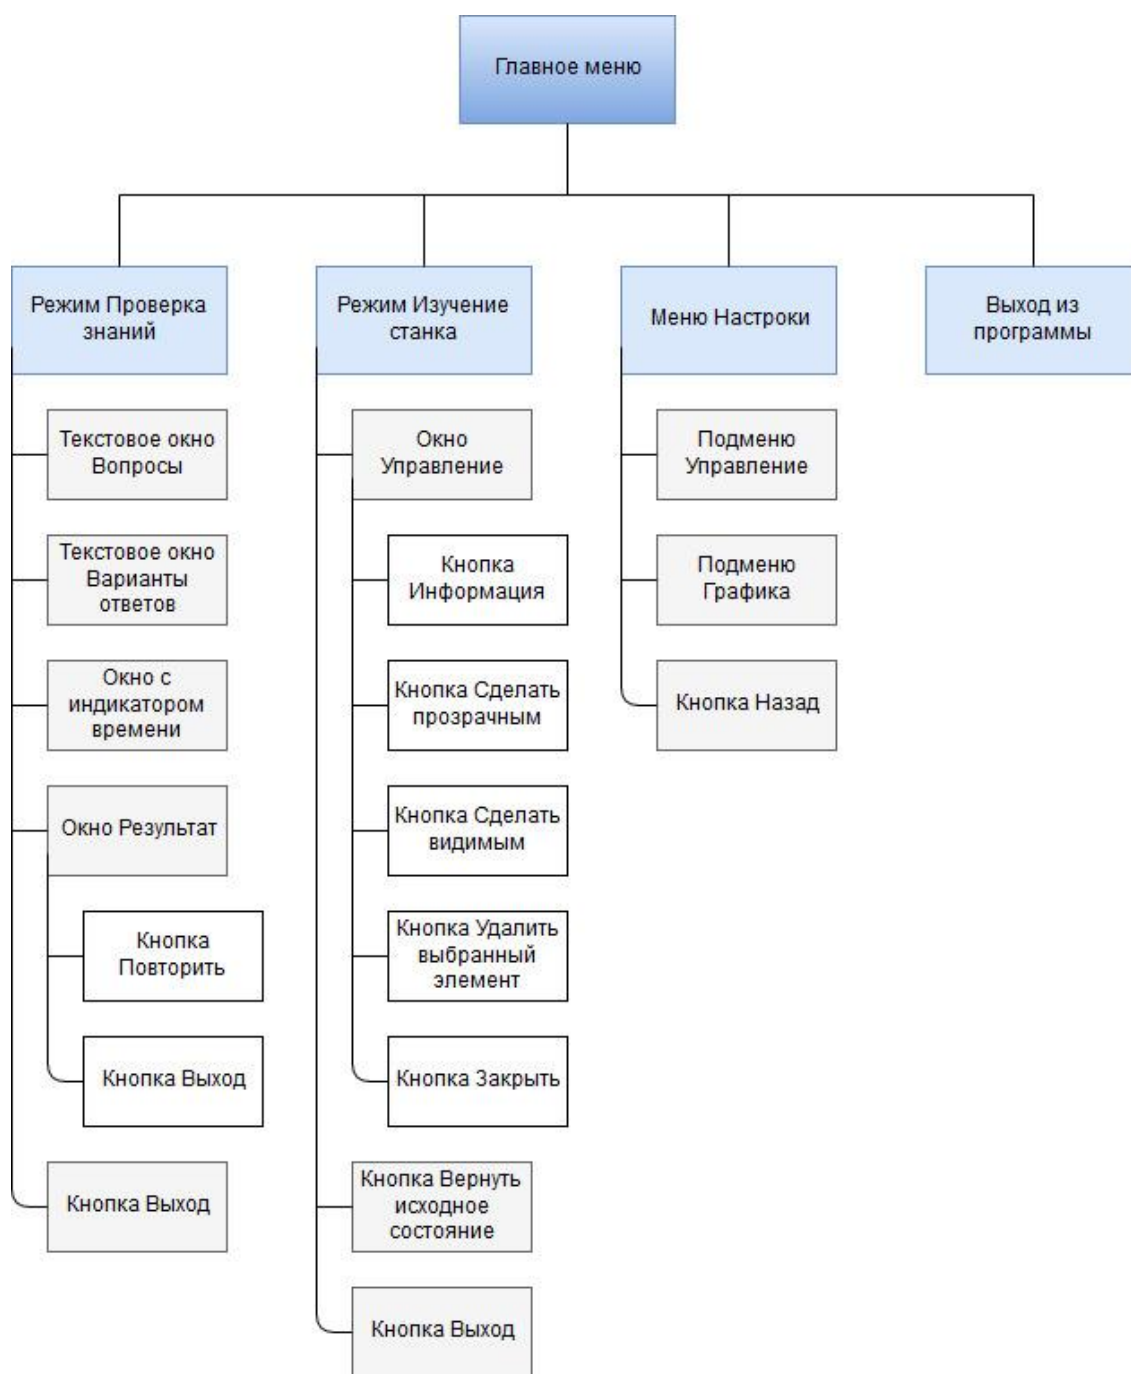 Главное меню
Режим Проверка
знаний
Текстовое окно
Вопросы
Текстовое окно
Варианты
ответов
Окно с
индикатором
времени
Окно Результат
Кнопка
Повторить
Кнопка Выход
Кнопка Выход
Режим Изучение
станка
Окно
Управление
Кнопка
Информация
Кнопка Сделать
прозрачным
Кнопка Сделать
видимым
Кнопка Удалить
выбранный
элемент
Кнопка Закрыть
Кнопка Вернуть
исходное
состояние
Кнопка Выход
Меню Настроки
Подменю
Управление
Подменю
Графика
Кнопка Назад
Выход из
программы